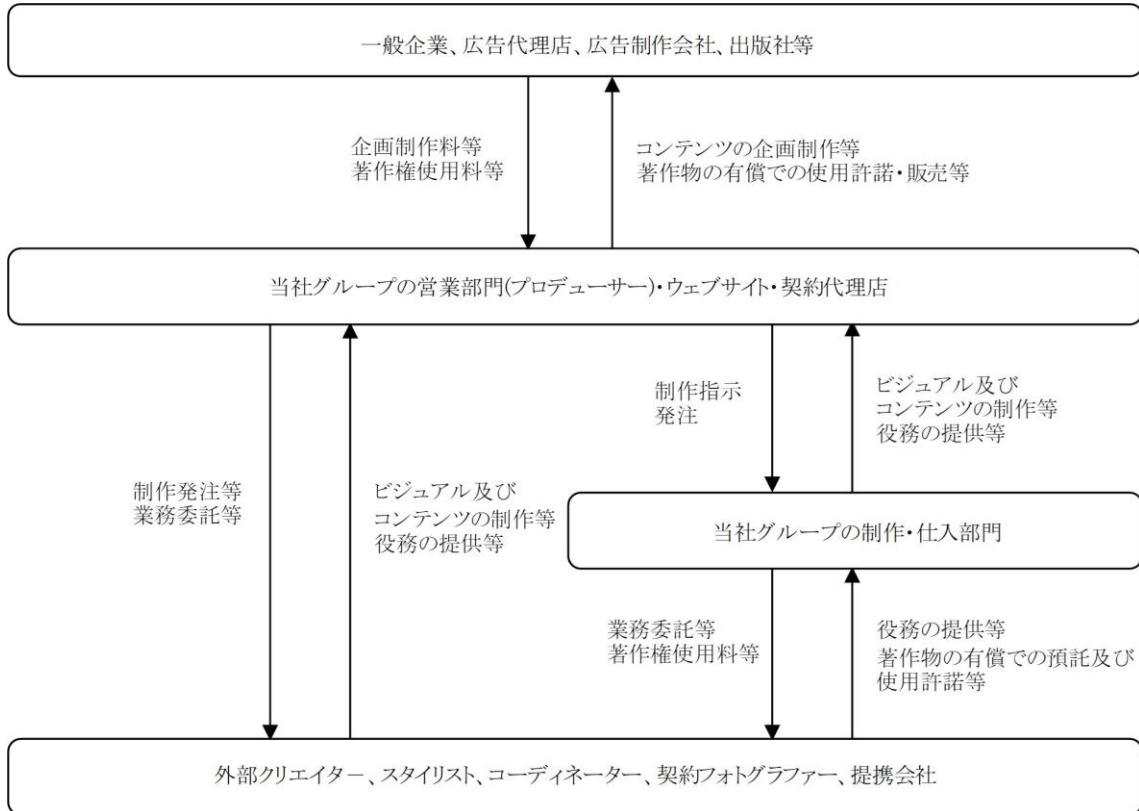 一般企業、広告代理店、広告制作会社、出版社等
企画制作料等
著作権使用料等
コンテンツの企画制作等
著作物の有償での使用許諾・販売等
当社グループの営業部門(プロデューサー)・ウェブサイト・契約代理店
制作指示
発注
ビジュアル及び
コンテンツの制作等
役務の提供等
制作発注等
業務委託等
ビジュアル及び
コンテンツの制作等
役務の提供等
当社グループの制作・仕入部門
業務委託等
著作権使用料等
役務の提供等
著作物の有償での預託及び
使用許諾等
外部クリエイタ－、スタイリスト、コーディネーター、契約フォトグラファー、提携会社